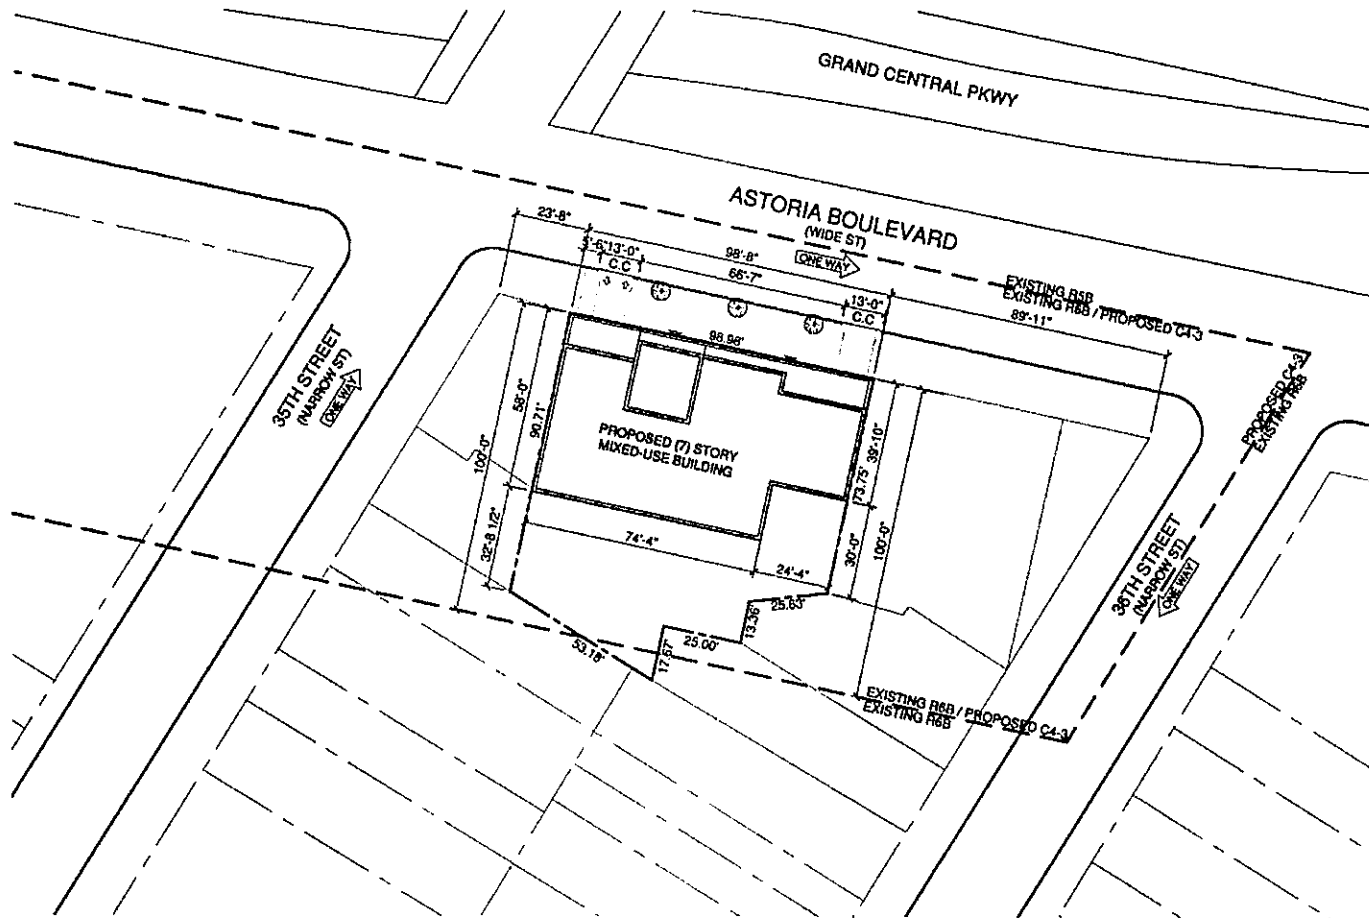 GRAND CENTRAL PKWY
ASTORIA BOULEVARD
(WIDE ST)
ONE WAY
23'-8"
98'-8"
5'-6"
13'-0"
C.C
66'-7"
13'-0"
C.C
89'-11"
EXISTING R5B
EXISTING R6B / PROPOSED C4-3
98.98'
35TH STREET
(NARROW ST)
ONE WAY
58'-0"
90.71'
100'-0"
32'-8 1/2"
PROPOSED (7) STORY
MIXED-USE BUILDING
39'-10"
73.75'
30'-0"
100'-0"
74'-4"
24'-4"
25.63'
13.36'
25.00'
17.67'
53.18'
PROPOSED C4-3
EXISTING R6B
36TH STREET
(NARROW ST)
ONE WAY
EXISTING R6B / PROPOSED C4-3
EXISTING R6B